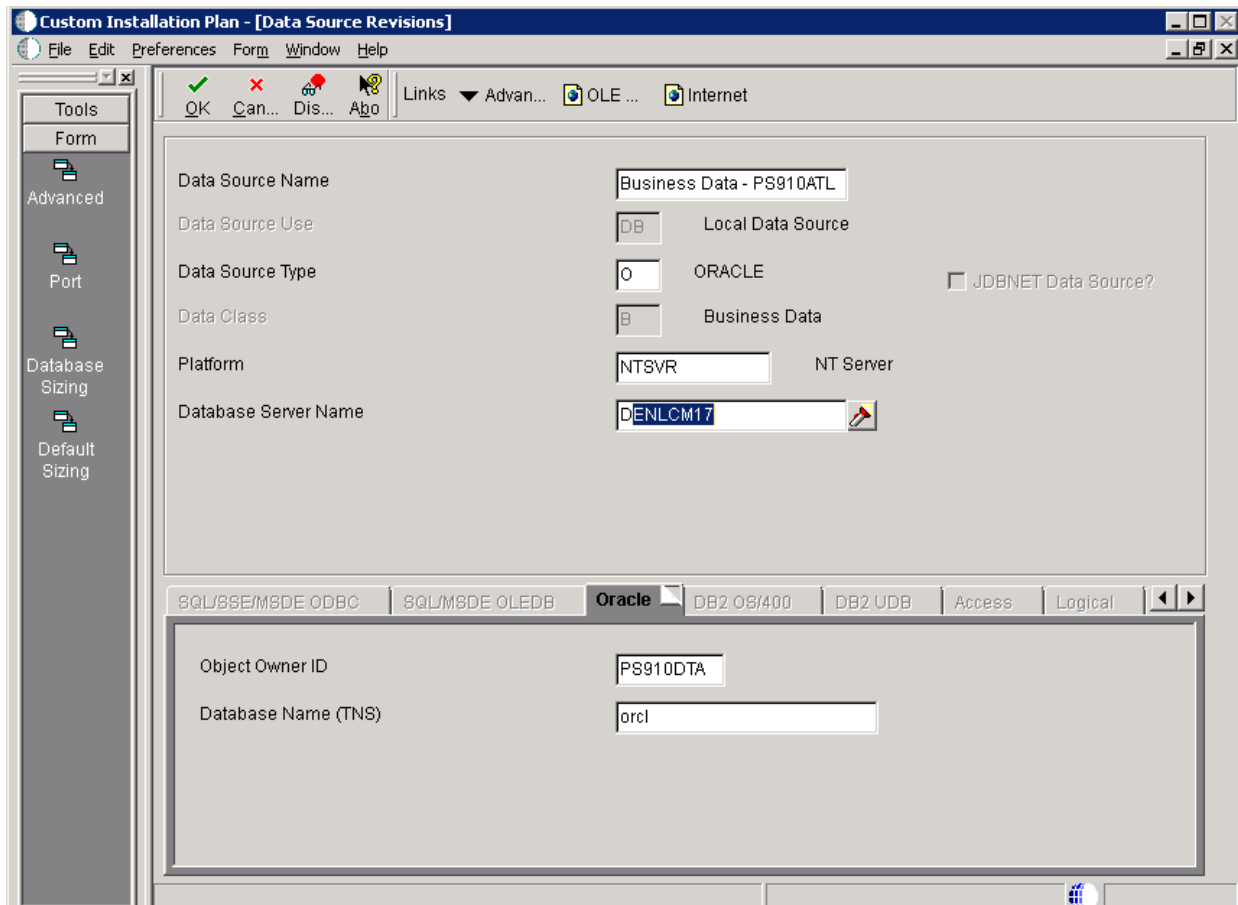 Custom Installation Plan - [Data Source Revisions]
File Edit Preferences Form Window Help
Tools
Form
Advanced
Port
Database
Sizing
Default
Sizing
OK Can... Dis... Abo Links Advan... OLE ... Internet
Data Source Name Business Data - PS910ATL
Data Source Use DB Local Data Source
Data Source Type O ORACLE JDBNET Data Source?
Data Class B Business Data
Platform NTSVR NT Server
Database Server Name DENLCM17
SQL/SSE/MSDE ODBC SQL/MSDE OLEDB Oracle DB2 OS/400 DB2 UDB Access Logical
Object Owner ID PS910DTA
Database Name (TNS) orcl